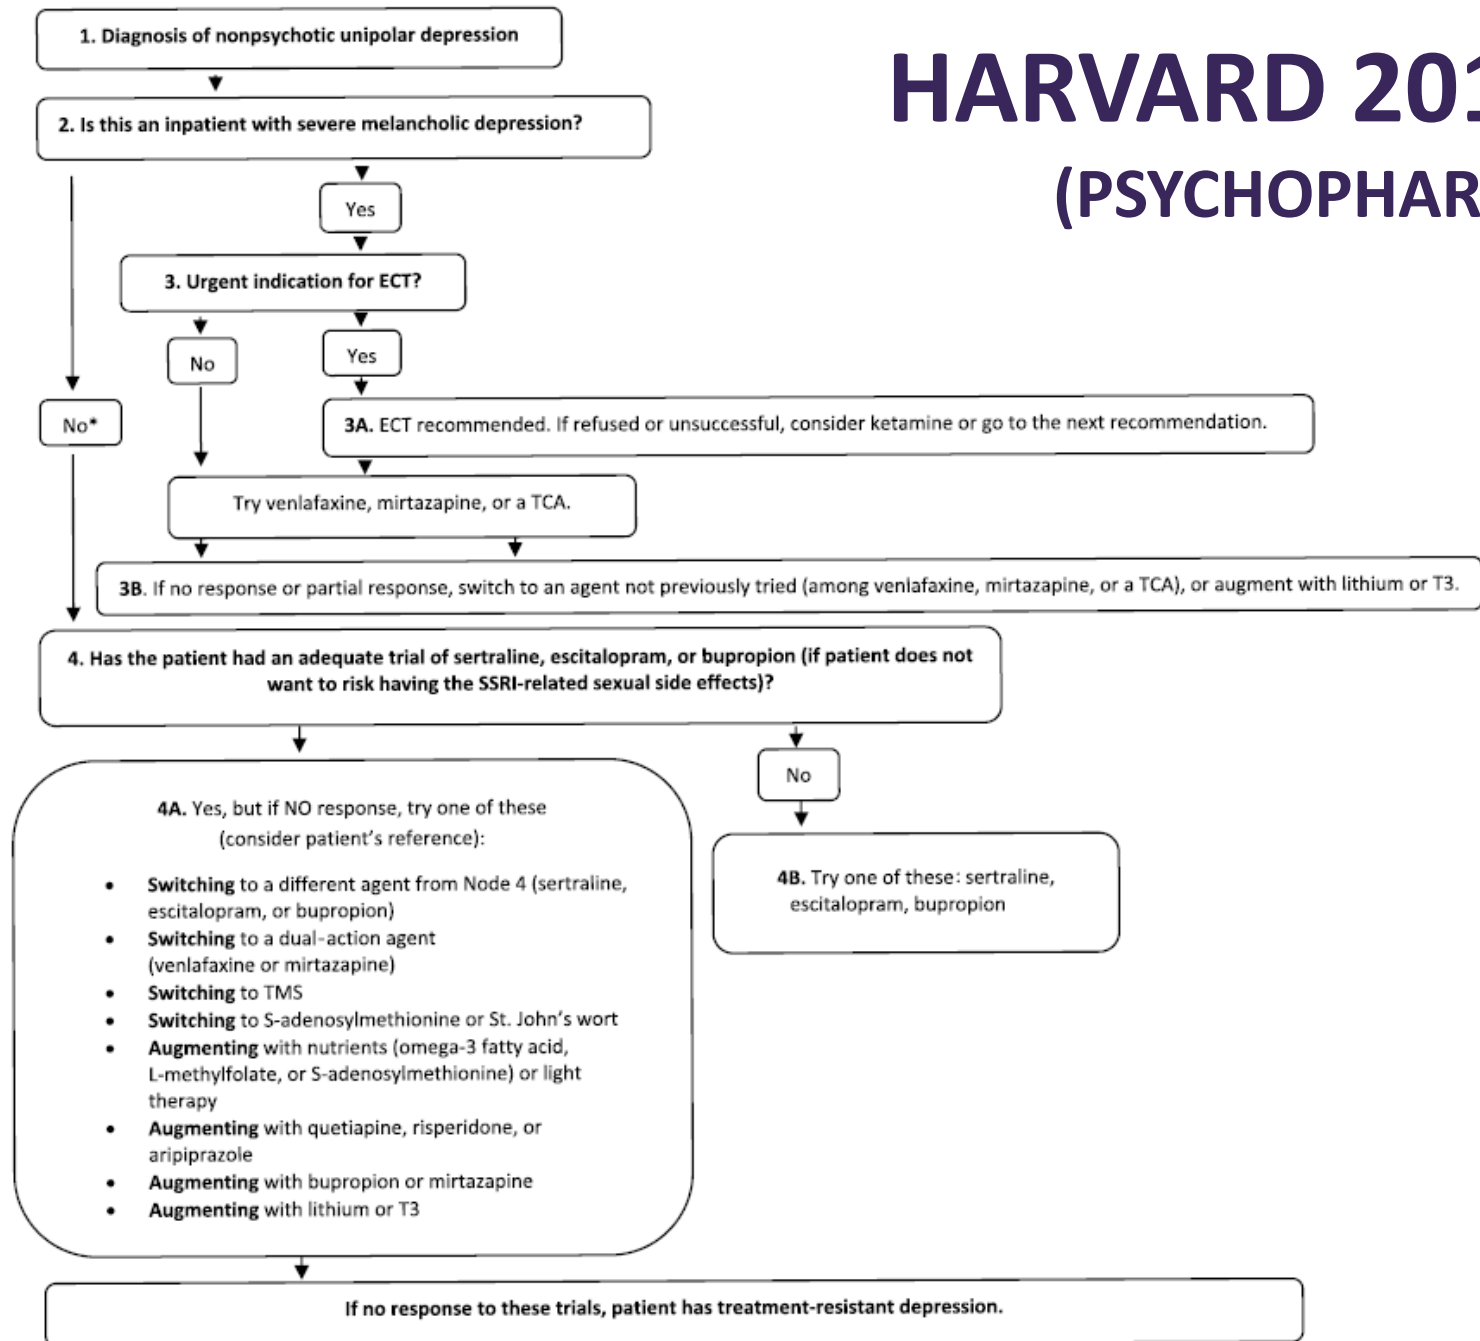 1. Diagnosis of nonpsychotic unipolar depression
HARVARD 201
(PSYCHOPHAR
2. Is this an inpatient with severe melancholic depression?
Yes
3. Urgent indication for ECT?
No
Yes
No*
3A. ECT recommended. If refused or unsuccessful, consider ketamine or go to the next recommendation.
Try venlafaxine, mirtazapine, or a TCA.
3B. If no response or partial response, switch to an agent not previously tried (among venlafaxine, mirtazapine, or a TCA), or augment with lithium or T3.
4. Has the patient had an adequate trial of sertraline, escitalopram, or bupropion (if patient does not
want to risk having the SSRI-related sexual side effects)?
No
4A. Yes, but if NO response, try one of these
(consider patient's reference):
• Switching to a different agent from Node 4 (sertraline,
escitalopram, or bupropion)
• Switching to a dual-action agent
(venlafaxine or mirtazapine)
• Switching to TMS
• Switching to S-adenosylmethionine or St. John's wort
• Augmenting with nutrients (omega-3 fatty acid,
L-methylfolate, or S-adenosylmethionine) or light
therapy
• Augmenting with quetiapine, risperidone, or
aripiprazole
• Augmenting with bupropion or mirtazapine
• Augmenting with lithium or T3
4B. Try one of these: sertraline,
escitalopram, bupropion
If no response to these trials, patient has treatment-resistant depression.